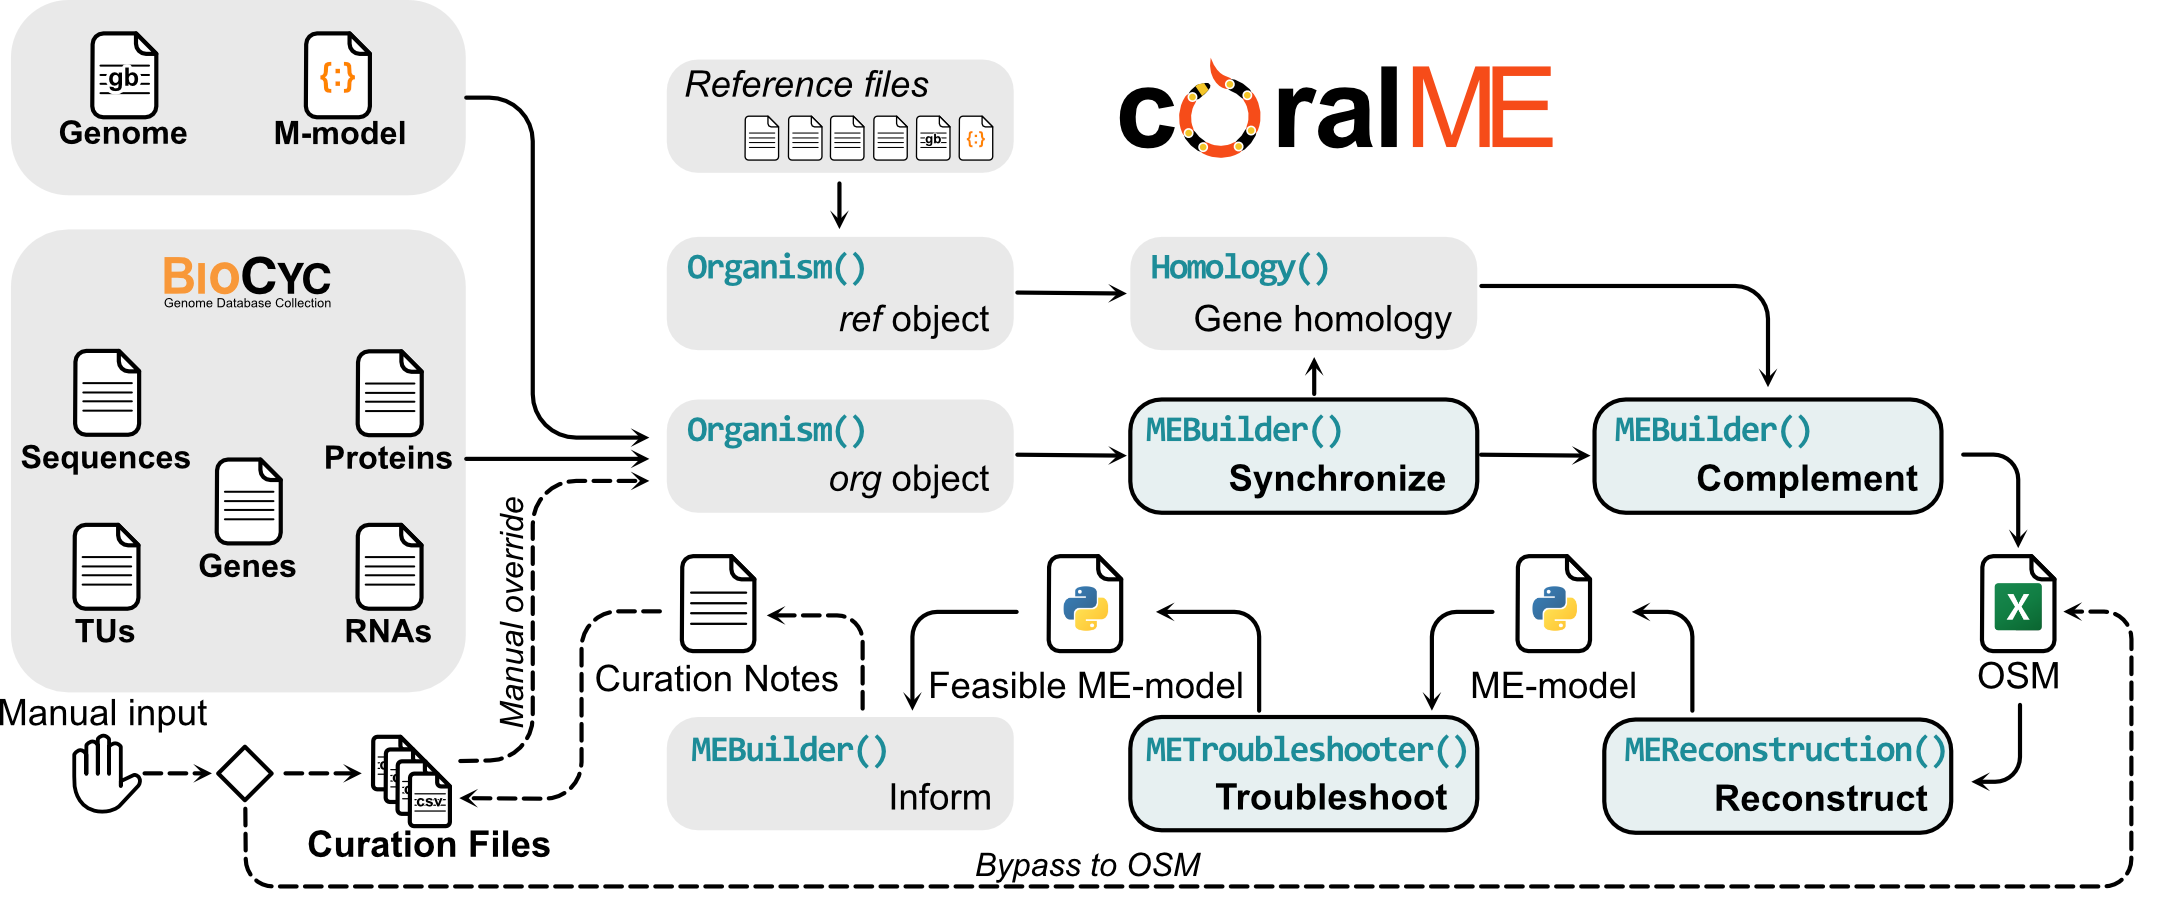 gb
{:}
Genome
M-model
BIOCYC
Genome Database Collection
Sequences
Proteins
Genes
TUs
RNAs
Manual input
Curation Files
csv
Manual override
Reference files
gb
{:}
coralME
Organism()
ref object
Homology()
Gene homology
Organism()
org object
MEBuilder()
Synchronize
MEBuilder()
Complement
Curation Notes
Feasible ME-model
ME-model
X
OSM
MEBuilder()
Inform
METroubleshooter()
Troubleshoot
MEReconstruction()
Reconstruct
Bypass to OSM